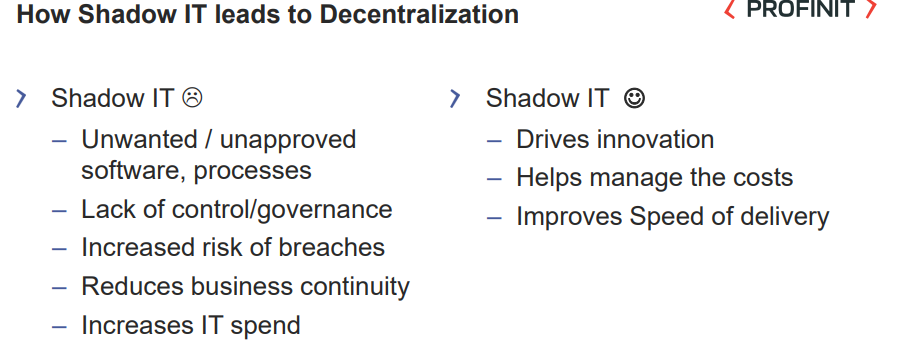 How Shadow IT leads to Decentralization
PROFINIT
Shadow IT ☹
– Unwanted / unapproved
software, processes
– Lack of control/governance
– Increased risk of breaches
– Reduces business continuity
– Increases IT spend
Shadow IT ☺
– Drives innovation
– Helps manage the costs
– Improves Speed of delivery